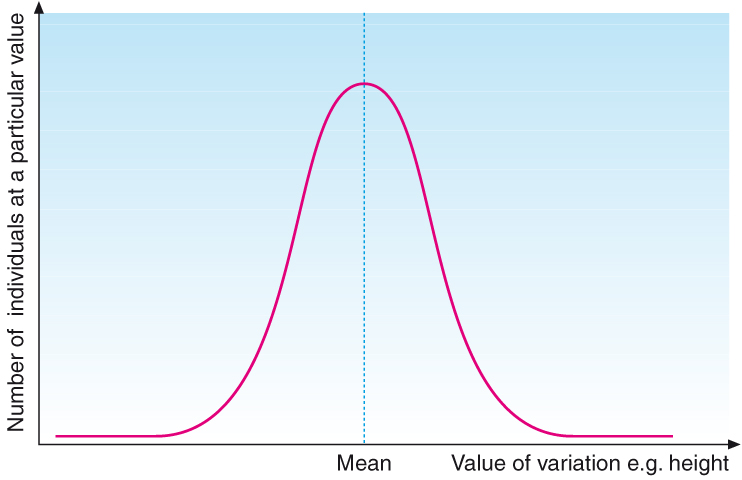 Number of individuals at a particular value
Mean
Value of variation e.g. height